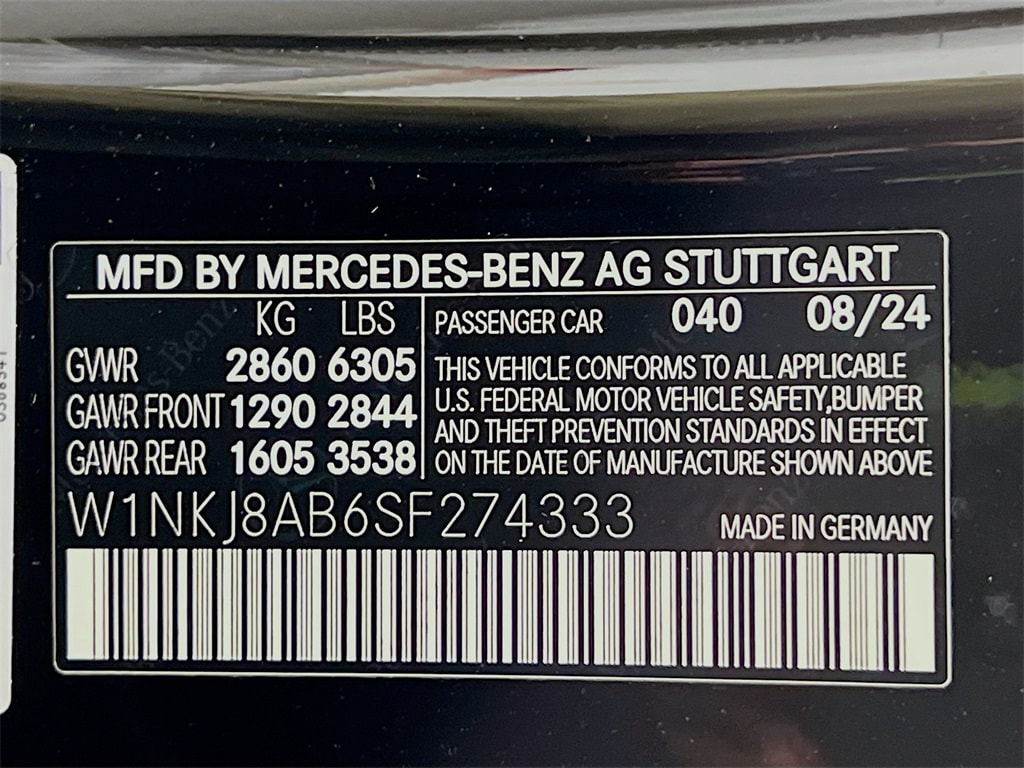 MFD BY MERCEDES-BENZ AG STUTTGART
KG LBS
GVWR 2860 6305
GAWR FRONT 1290 2844
GAWR REAR 1605 3538
PASSENGER CAR 040 08/24
THIS VEHICLE CONFORMS TO ALL APPLICABLE
U.S. FEDERAL MOTOR VEHICLE SAFETY,BUMPER
AND THEFT PREVENTION STANDARDS IN EFFECT
ON THE DATE OF MANUFACTURE SHOWN ABOVE
W1NKJ8AB6SF274333
MADE IN GERMANY